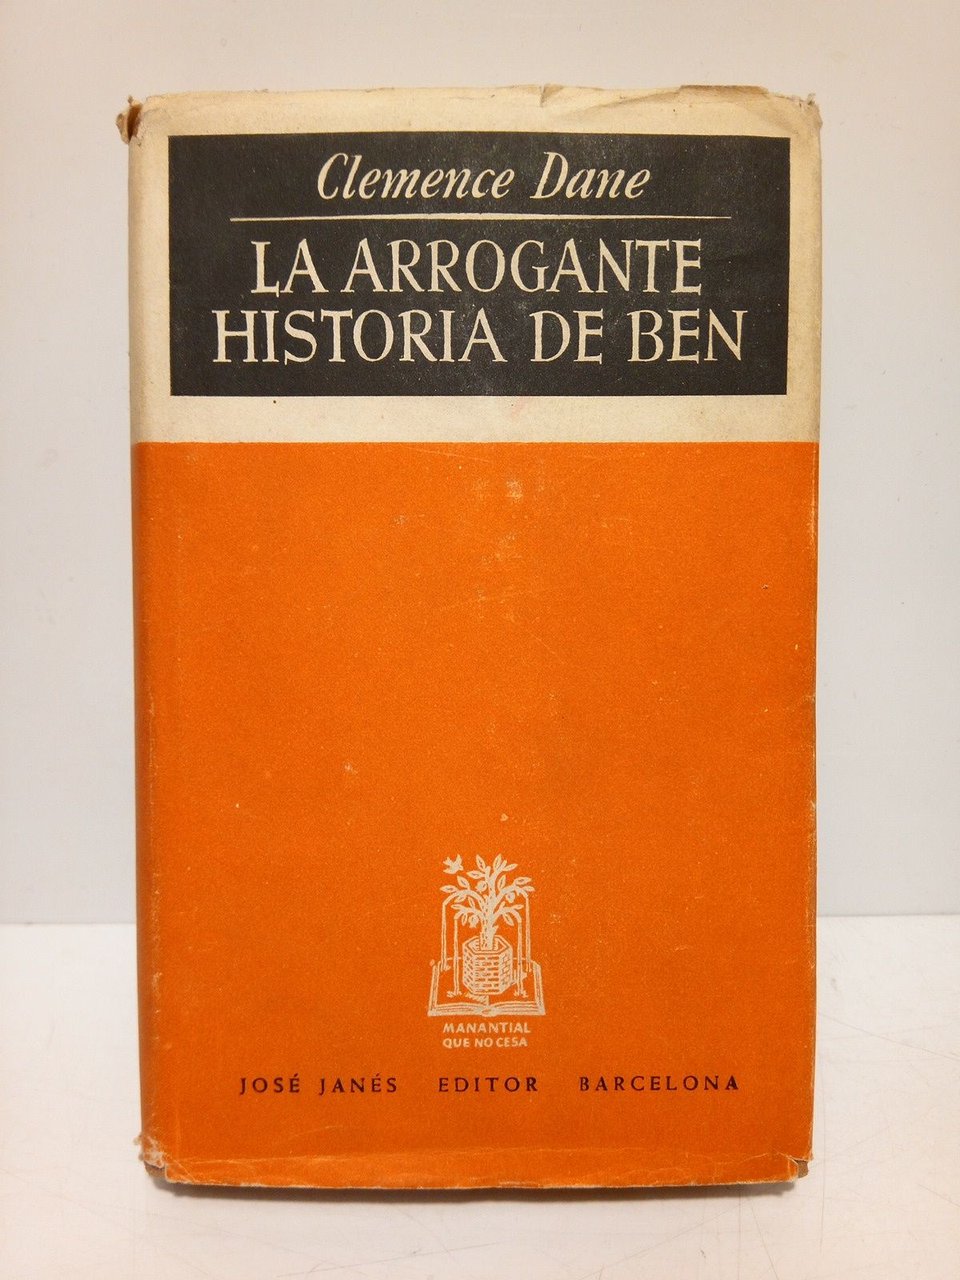 Clemence Dane
LA ARROGANTE
HISTORIA DE BEN
MANANTIAL
QUE NO CESA
JOSÉ JANÉS EDITOR BARCELONA